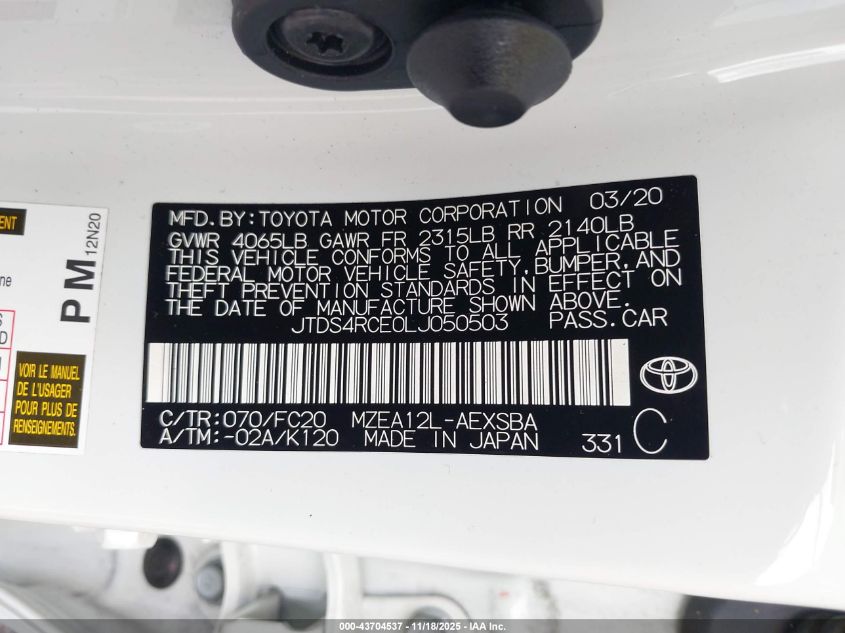 MFD. BY: TOYOTA MOTOR CORPORATION 03/20
GVWR 4065LB GAWR FR 2315LB RR 2140LB
THIS VEHICLE CONFORMS TO ALL APPLICABLE
FEDERAL MOTOR VEHICLE SAFETY, BUMPER, AND
THEFT PREVENTION STANDARDS IN EFFECT ON
THE DATE OF MANUFACTURE SHOWN ABOVE.
JTDS4RCE0LJ050503 PASS.CAR
C/TR:070/FC20 MZEA12L-AEXSBA
A/TM:-02A/K120 MADE IN JAPAN 331 C
PM 12N20
VOIR LE MANUEL
DE L'USAGER
POUR PLUS DE
RENSEIGNEMENTS.
000-43704537 - 11/18/2025 - IAA Inc.